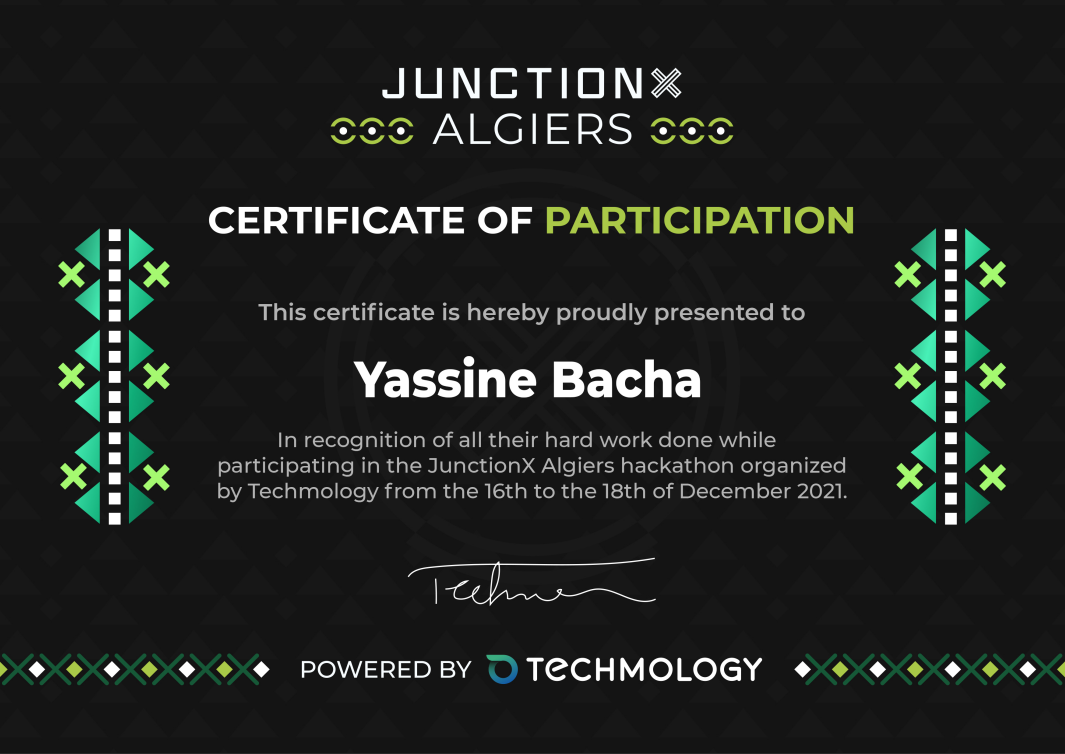 JUNCTIONX
ALGIERS
CERTIFICATE OF PARTICIPATION
This certificate is hereby proudly presented to
Yassine Bacha
In recognition of all their hard work done while
participating in the JunctionX Algiers hackathon organized
by Techmology from the 16th to the 18th of December 2021.
POWERED BY TECHMOLOGY